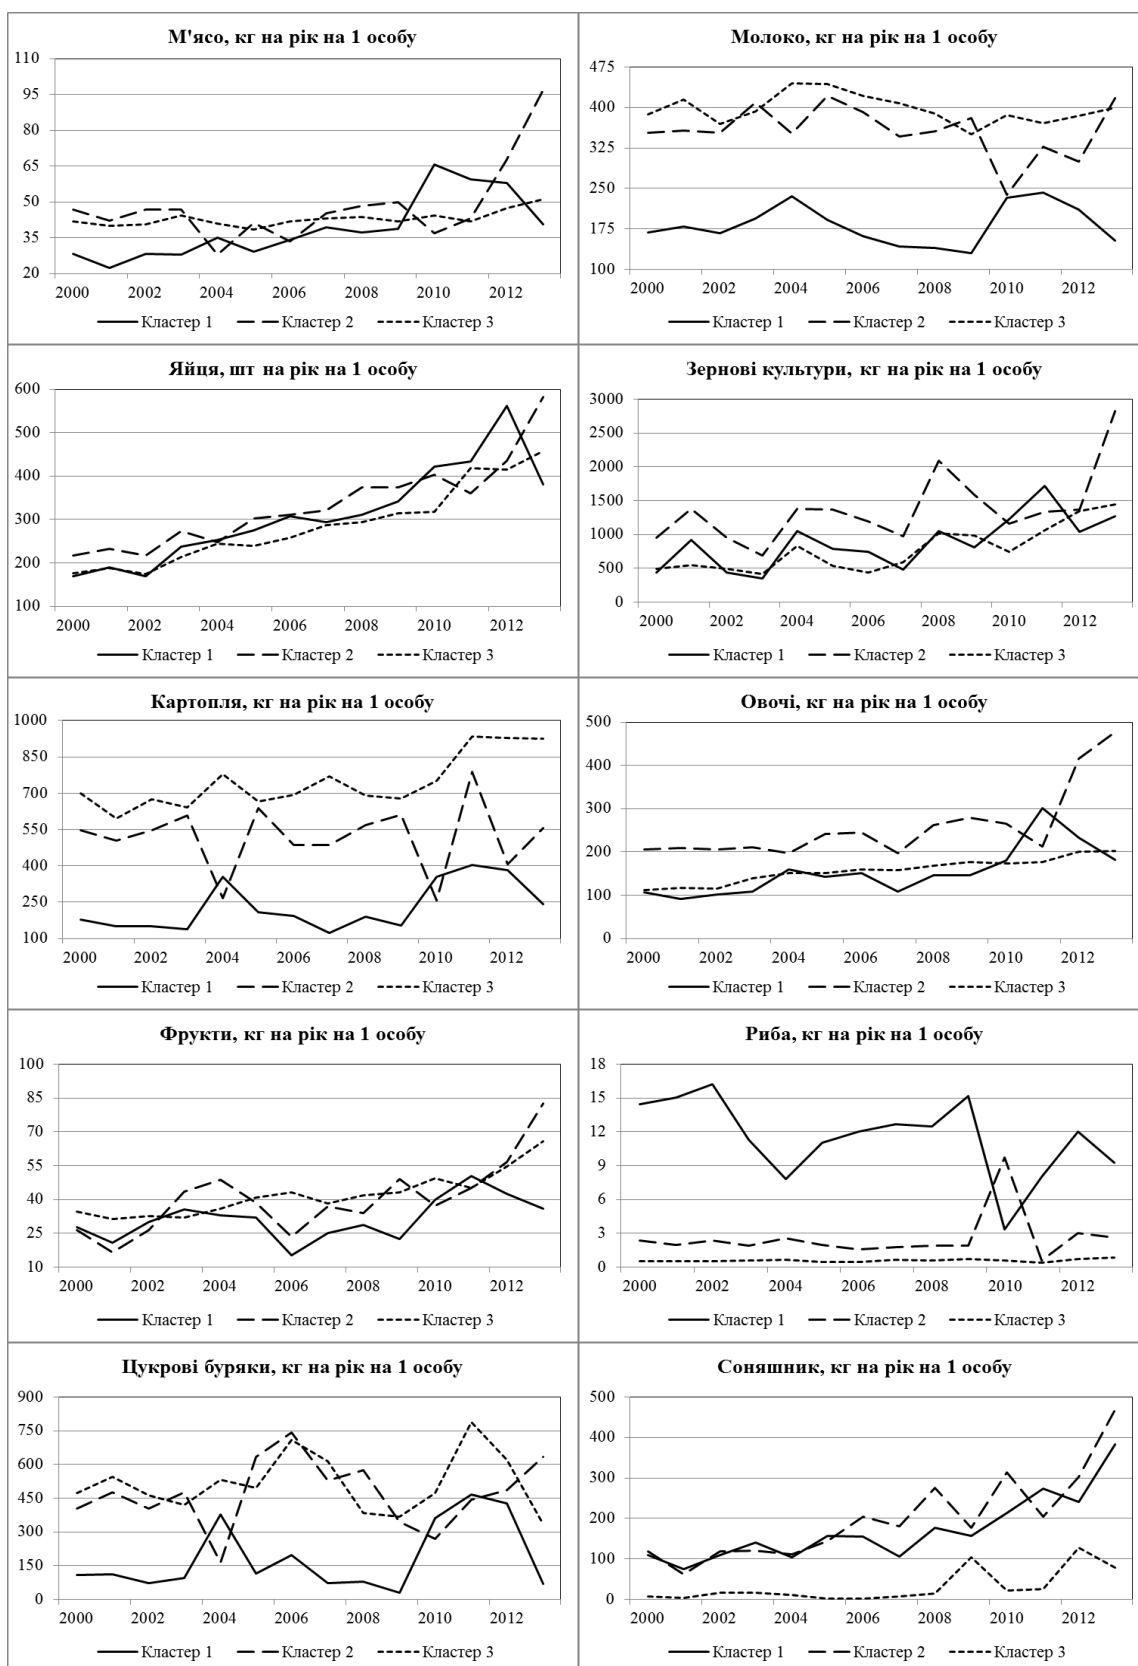 М'ясо, кг на рік на 1 особу
110
95
80
65
50
35
20
2000 2002 2004 2006 2008 2010 2012
Кластер 1 Кластер 2 Кластер 3
Молоко, кг на рік на 1 особу
475
400
325
250
175
100
2000 2002 2004 2006 2008 2010 2012
Кластер 1 Кластер 2 Кластер 3
Яйця, шт на рік на 1 особу
600
500
400
300
200
100
2000 2002 2004 2006 2008 2010 2012
Кластер 1 Кластер 2 Кластер 3
Зернові культури, кг на рік на 1 особу
3000
2500
2000
1500
1000
500
0
2000 2002 2004 2006 2008 2010 2012
Кластер 1 Кластер 2 Кластер 3
Картопля, кг на рік на 1 особу
1000
850
700
550
400
250
100
2000 2002 2004 2006 2008 2010 2012
Кластер 1 Кластер 2 Кластер 3
Овочі, кг на рік на 1 особу
500
400
300
200
100
0
2000 2002 2004 2006 2008 2010 2012
Кластер 1 Кластер 2 Кластер 3
Фрукти, кг на рік на 1 особу
100
85
70
55
40
25
10
2000 2002 2004 2006 2008 2010 2012
Кластер 1 Кластер 2 Кластер 3
Риба, кг на рік на 1 особу
18
15
12
9
6
3
0
2000 2002 2004 2006 2008 2010 2012
Кластер 1 Кластер 2 Кластер 3
Цукрові буряки, кг на рік на 1 особу
900
750
600
450
300
150
0
2000 2002 2004 2006 2008 2010 2012
Кластер 1 Кластер 2 Кластер 3
Соняшник, кг на рік на 1 особу
500
400
300
200
100
0
2000 2002 2004 2006 2008 2010 2012
Кластер 1 Кластер 2 Кластер 3